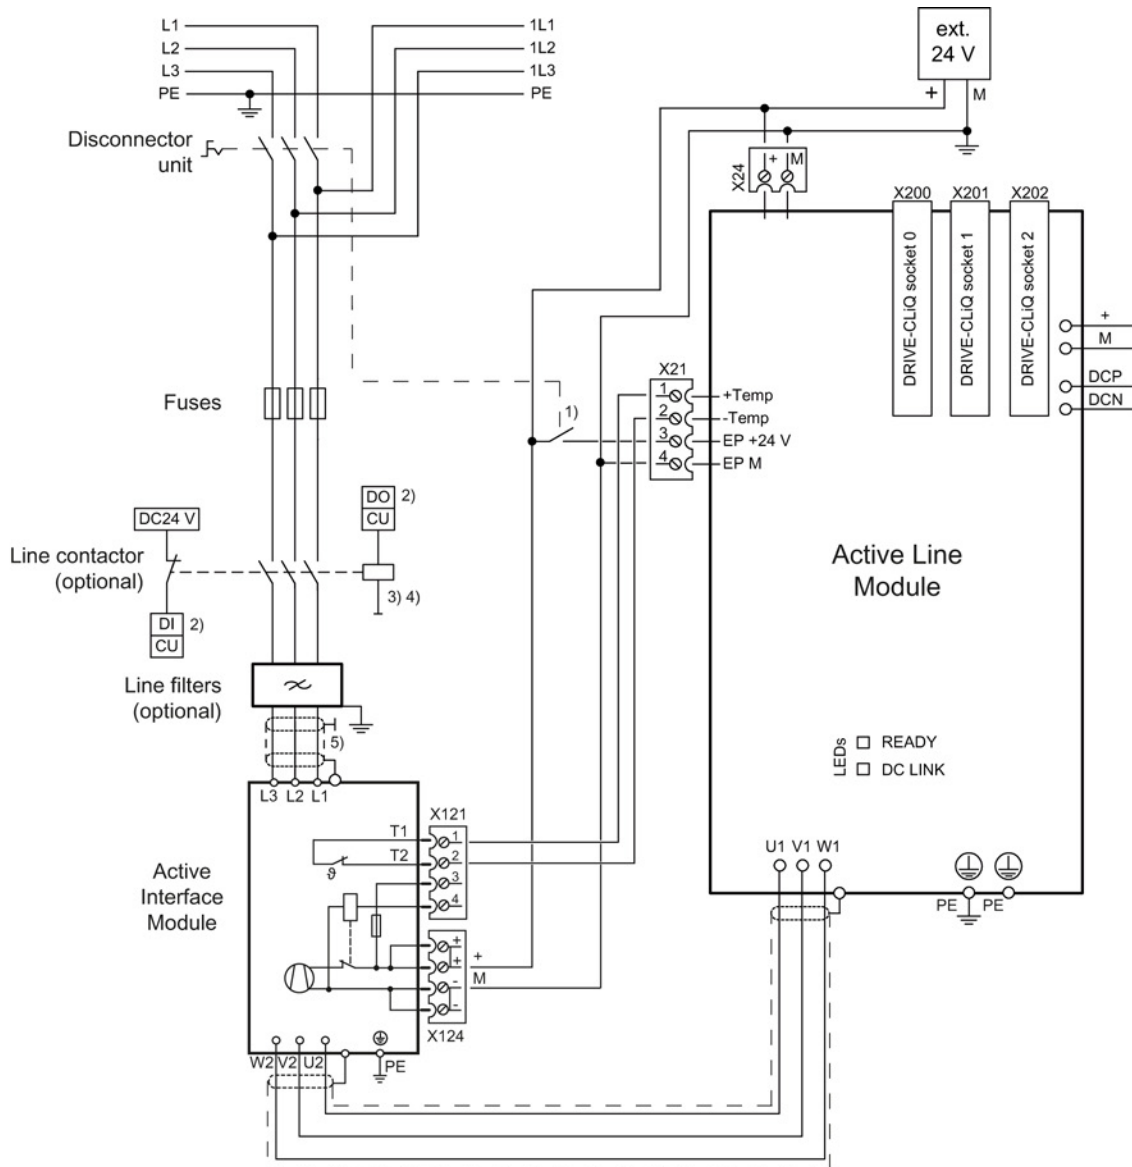 L1 1L1
L2 1L2
L3 1L3
PE PE
ext.
24 V
+ M
Disconnector
unit
X24
+ M
X200 X201 X202
DRIVE-CLiQ socket 0
DRIVE-CLiQ socket 1
DRIVE-CLiQ socket 2
+
M
DCP
DCN
X21
1 +Temp
2 -Temp
3 EP +24 V
4 EP M
1)
Fuses
DO 2)
CU
DC24 V
Line contactor
(optional)
3) 4)
DI 2)
CU
Active Line
Module
Line filters
(optional)
5)
LEDs
READY
DC LINK
L3 L2 L1
X121
T1 1
T2 2
3
4
ϑ
Active
Interface
Module
+
+ +
- M
-
X124
U1 V1 W1
PE PE
W2 V2 U2 PE